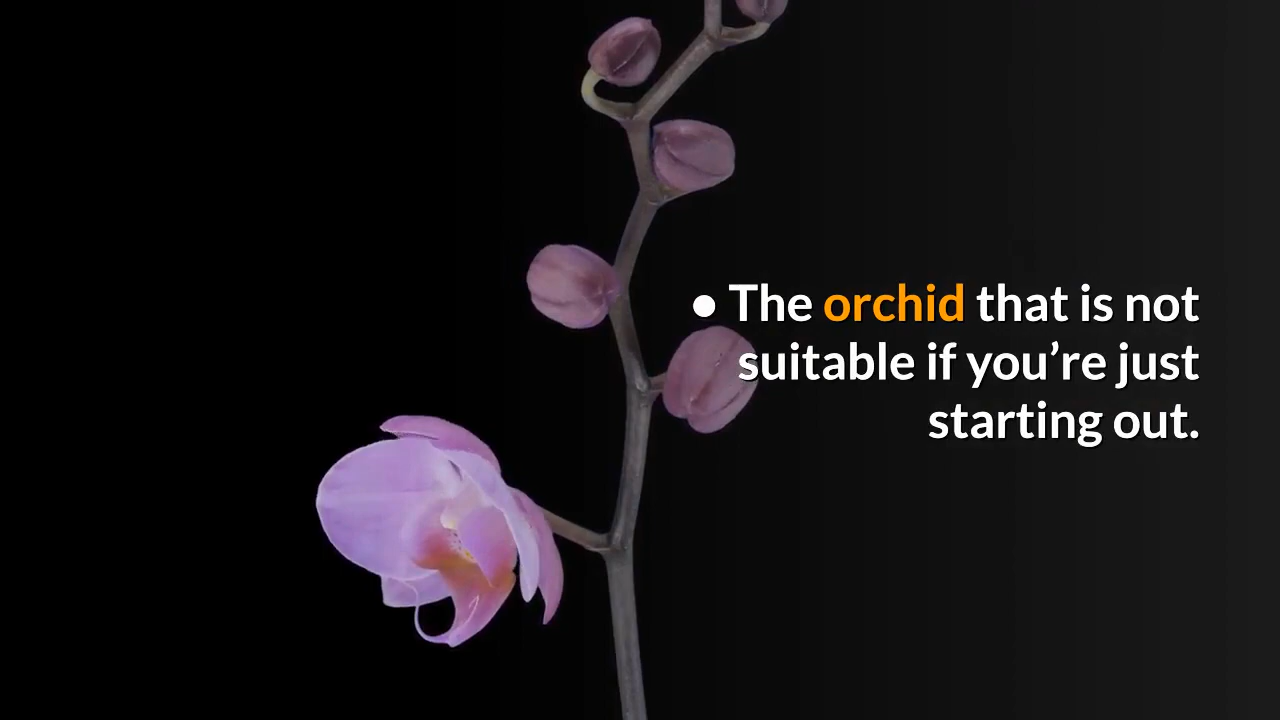 ● The orchid that is not
suitable if you’re just
starting out.